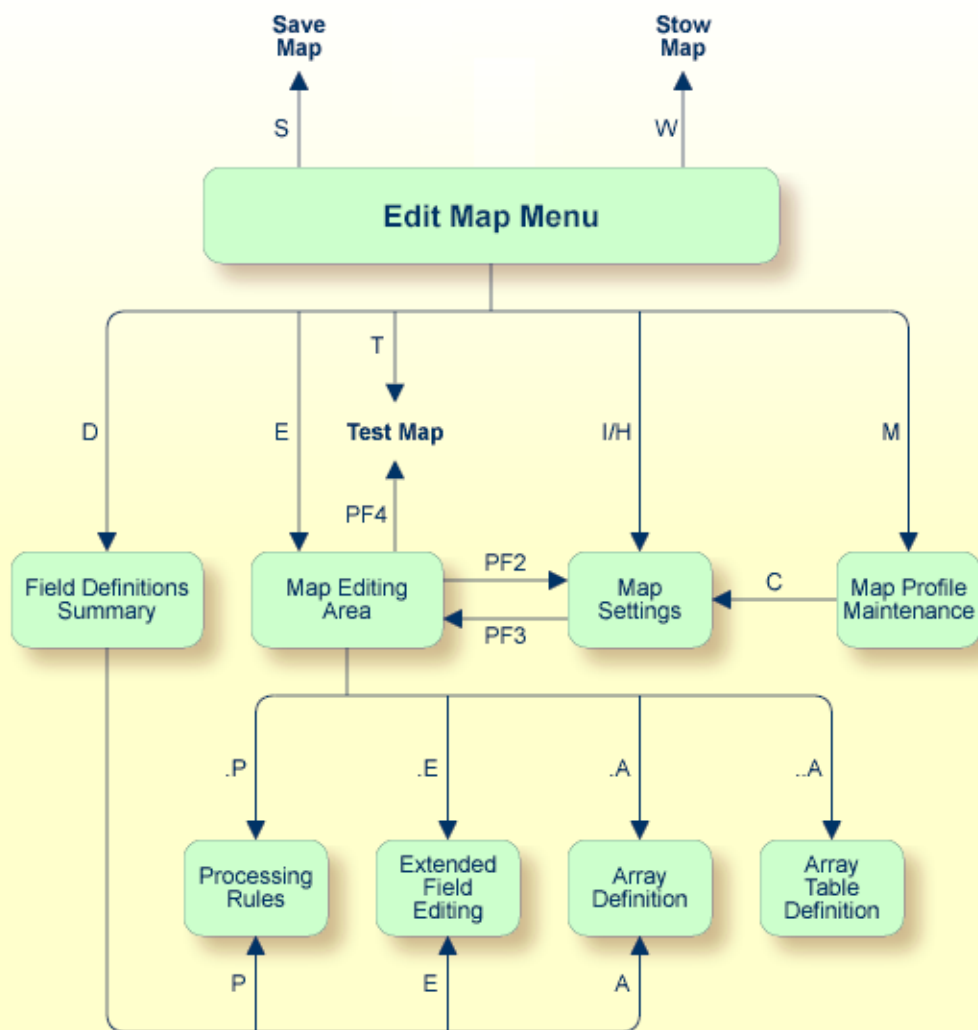 Save
Map
Stow
Map
S
W
Edit Map Menu
T
D
E
Test Map
I/H
M
PF4
Field Definitions
Summary
Map Editing
Area
PF2
PF3
Map
Settings
C
Map Profile
Maintenance
.P
.E
.A
..A
Processing
Rules
Extended
Field
Editing
Array
Definition
Array
Table
Definition
P
E
A